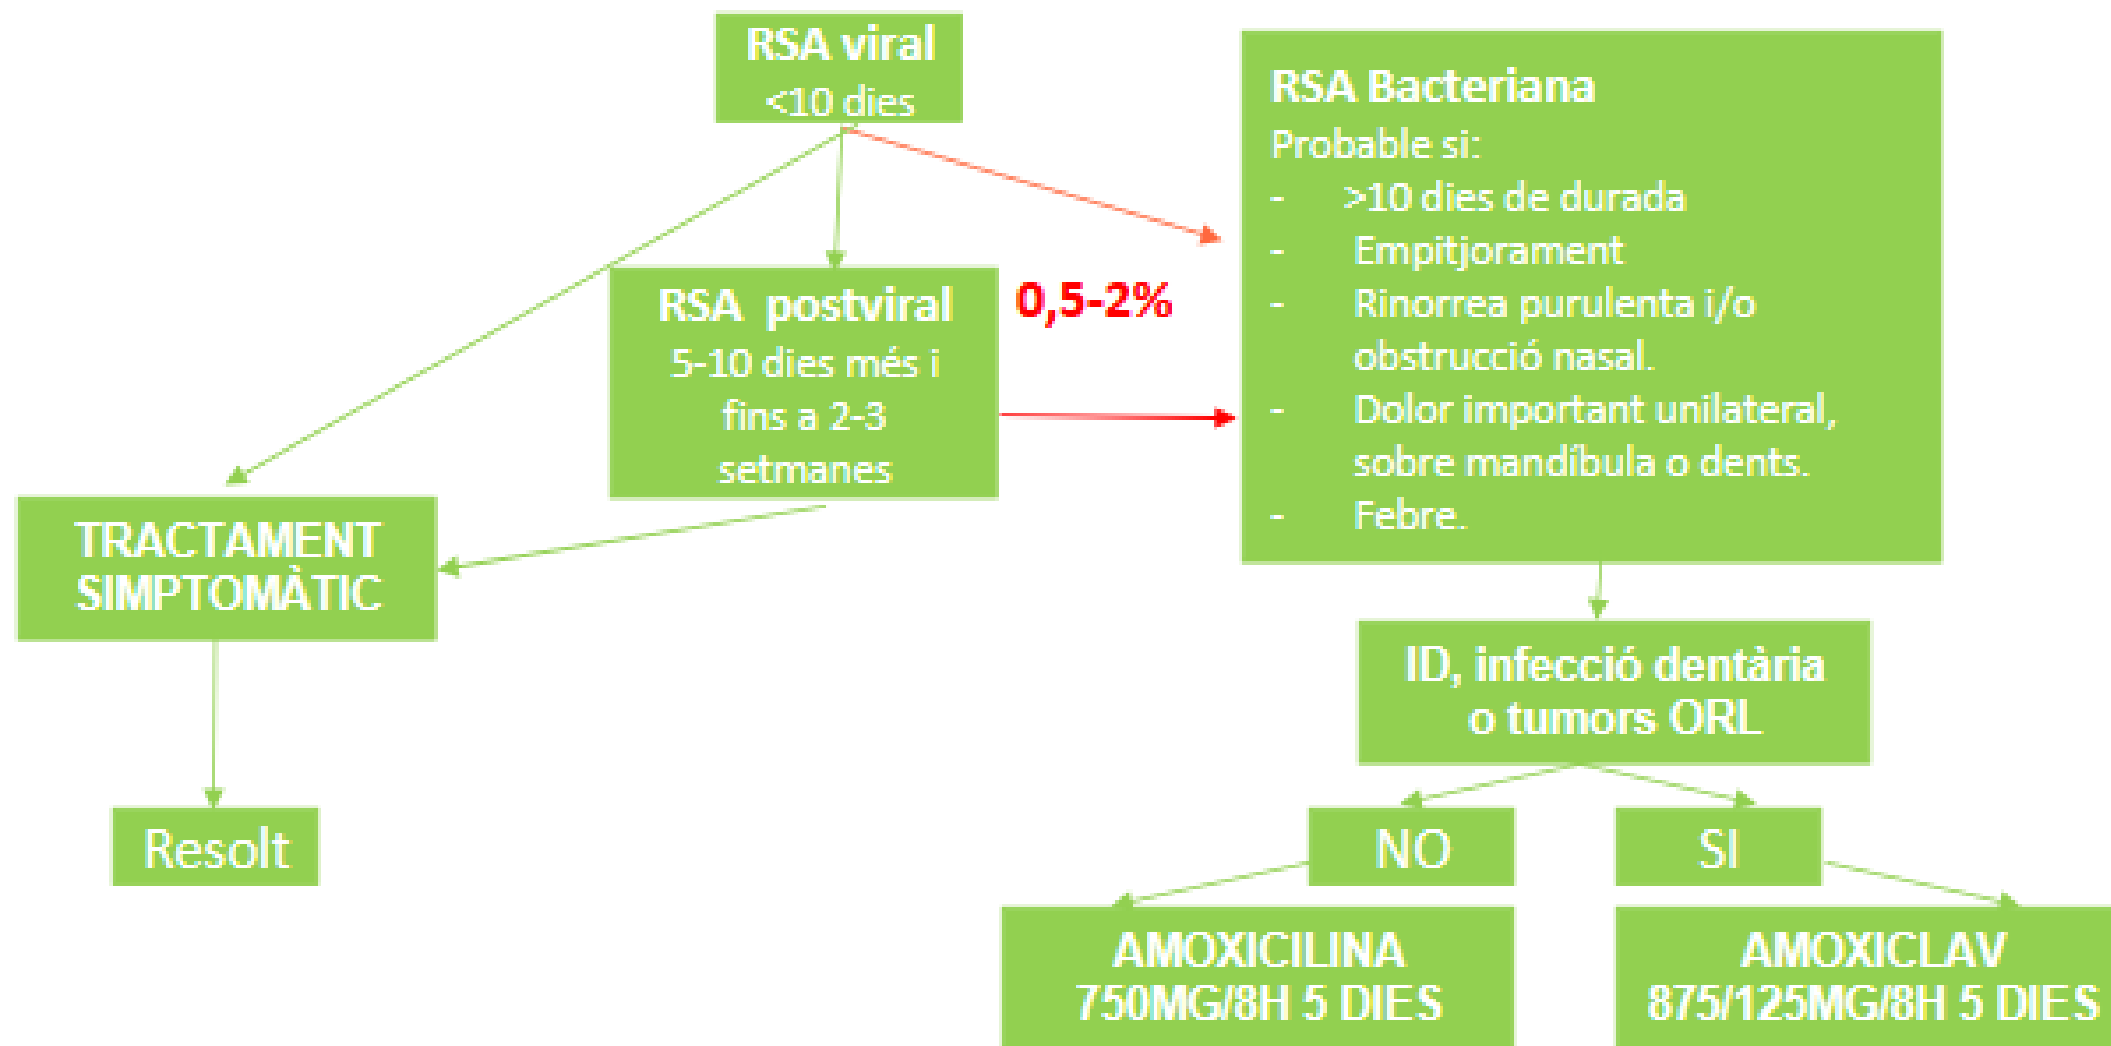 RSA viral
<10 dies
RSA postviral
5-10 dies més i
fins a 2-3
setmanes
0,5-2%
RSA Bacteriana
Probable si:
- >10 dies de durada
- Empitjorament
- Rinorrea purulenta i/o
obstrucció nasal.
- Dolor important unilateral,
sobre mandíbula o dents.
- Febre.
TRACTAMENT
SIMPTOMÀTIC
Resolt
ID, infecció dentària
o tumors ORL
NO
SI
AMOXICILINA
750MG/8H 5 DIES
AMOXICLAV
875/125MG/8H 5 DIES